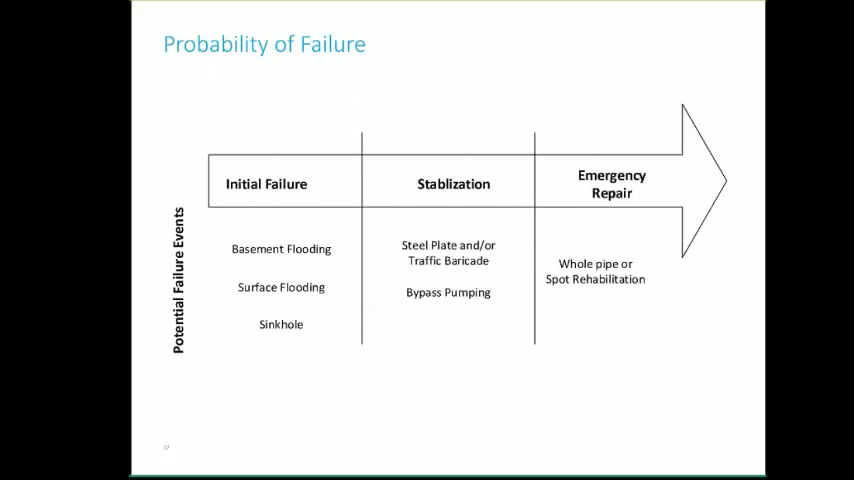 Probability of Failure
Initial Failure
Stablization
Emergency
Repair
Potential Failure Events
Basement Flooding
Surface Flooding
Sinkhole
Steel Plate and/or
Traffic Baricade
Bypass Pumping
Whole pipe or
Spot Rehabilitation
17